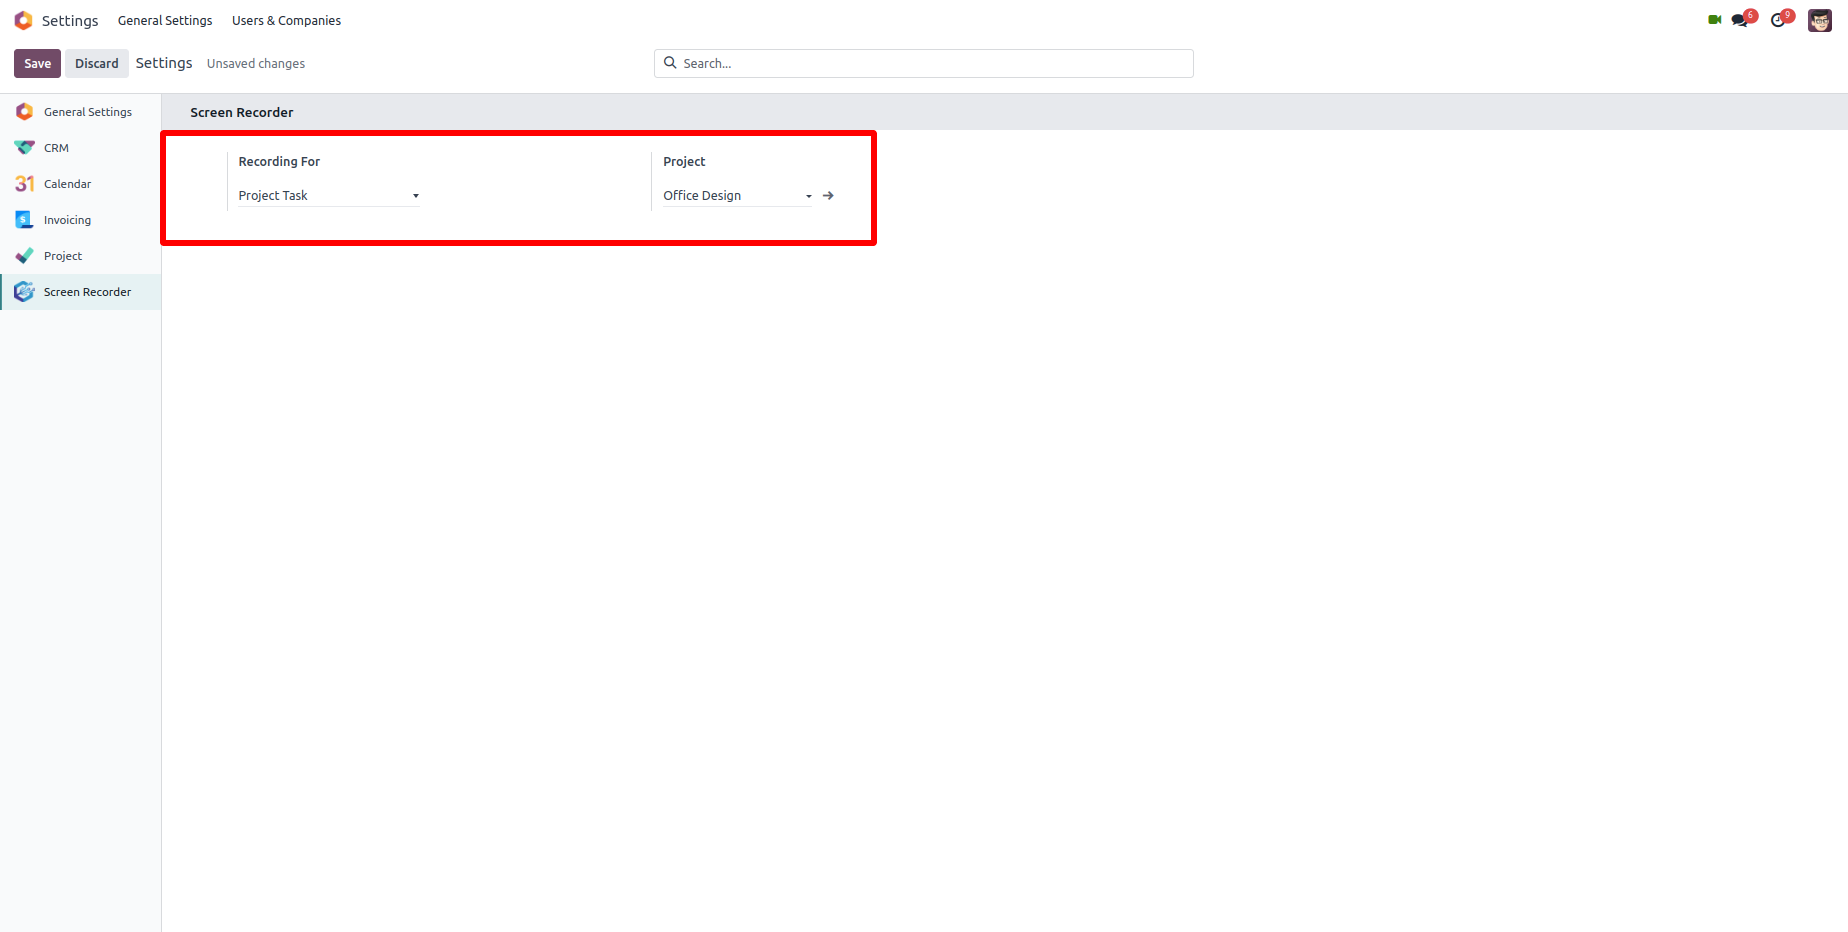 Settings General Settings Users & Companies 6 9
Save Discard Settings Unsaved changes Search...
General Settings
CRM
31 Calendar
$ Invoicing
Project
Screen Recorder
Screen Recorder
Recording For Project
Project Task Office Design